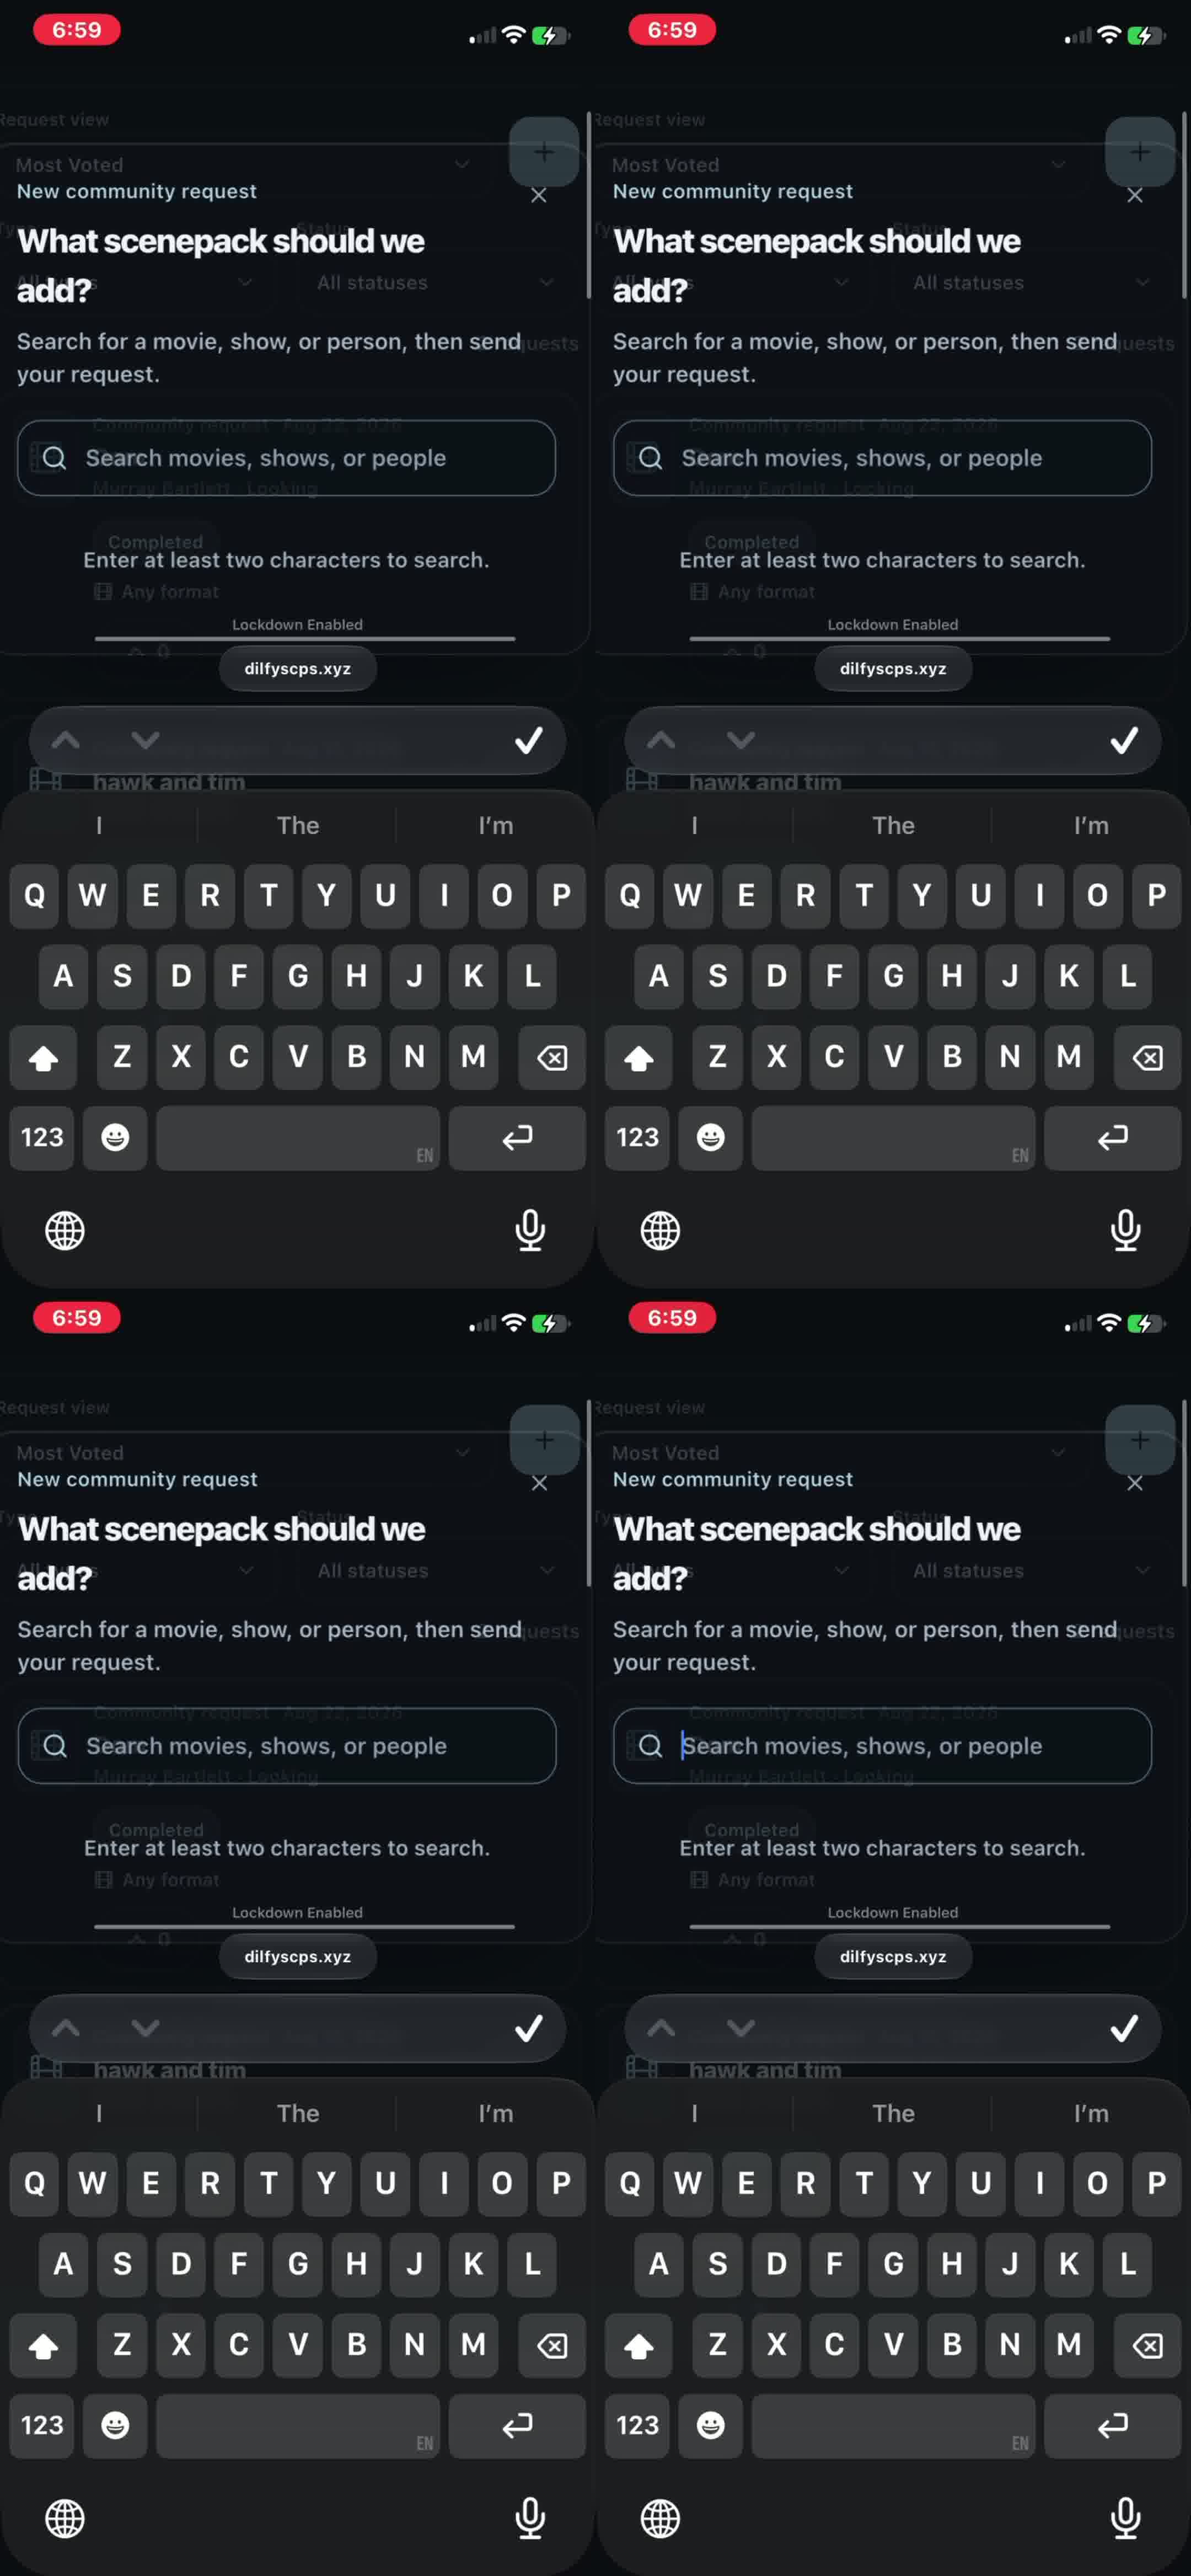 6:59
Request view
Most Voted
New community request
What scenepack should we
Status
add?
All statuses
Search for a movie, show, or person, then send
your request.
Community request Aug 22, 2026
Search movies, shows, or people
Murray Bartlett · Looking
Completed
Enter at least two characters to search.
Any format
Lockdown Enabled
0
dilfyscps.xyz
hawk and tim
I The I'm
Q W E R T Y U I O P
A S D F G H J K L
Z X C V B N M
123
EN
6:59
Request view
Most Voted
New community request
What scenepack should we
Status
add?
All statuses
Search for a movie, show, or person, then send
your request.
Community request Aug 22, 2026
Search movies, shows, or people
Murray Bartlett · Looking
Completed
Enter at least two characters to search.
Any format
Lockdown Enabled
0
dilfyscps.xyz
hawk and tim
I The I'm
Q W E R T Y U I O P
A S D F G H J K L
Z X C V B N M
123
EN
6:59
Request view
Most Voted
New community request
What scenepack should we
Status
add?
All statuses
Search for a movie, show, or person, then send
your request.
Community request Aug 22, 2026
Search movies, shows, or people
Murray Bartlett · Looking
Completed
Enter at least two characters to search.
Any format
Lockdown Enabled
0
dilfyscps.xyz
hawk and tim
I The I'm
Q W E R T Y U I O P
A S D F G H J K L
Z X C V B N M
123
EN
6:59
Request view
Most Voted
New community request
What scenepack should we
Status
add?
All statuses
Search for a movie, show, or person, then send
your request.
Community request Aug 22, 2026
Search movies, shows, or people
Murray Bartlett · Looking
Completed
Enter at least two characters to search.
Any format
Lockdown Enabled
0
dilfyscps.xyz
hawk and tim
I The I'm
Q W E R T Y U I O P
A S D F G H J K L
Z X C V B N M
123
EN